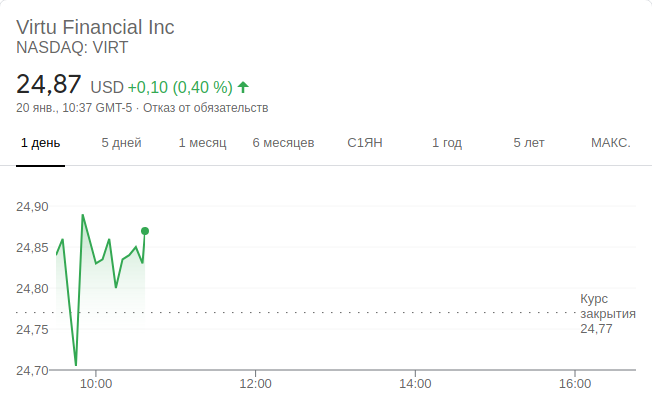 Virtu Financial Inc
NASDAQ: VIRT
24,87 USD +0,10 (0,40 %)
20 янв., 10:37 GMT-5 · Отказ от обязательств
1 день 5 дней 1 месяц 6 месяцев С1ЯН 1 год 5 лет МАКС.
24,90
24,85
24,80
Курс
закрытия
24,77
24,75
24,70
10:00 12:00 14:00 16:00